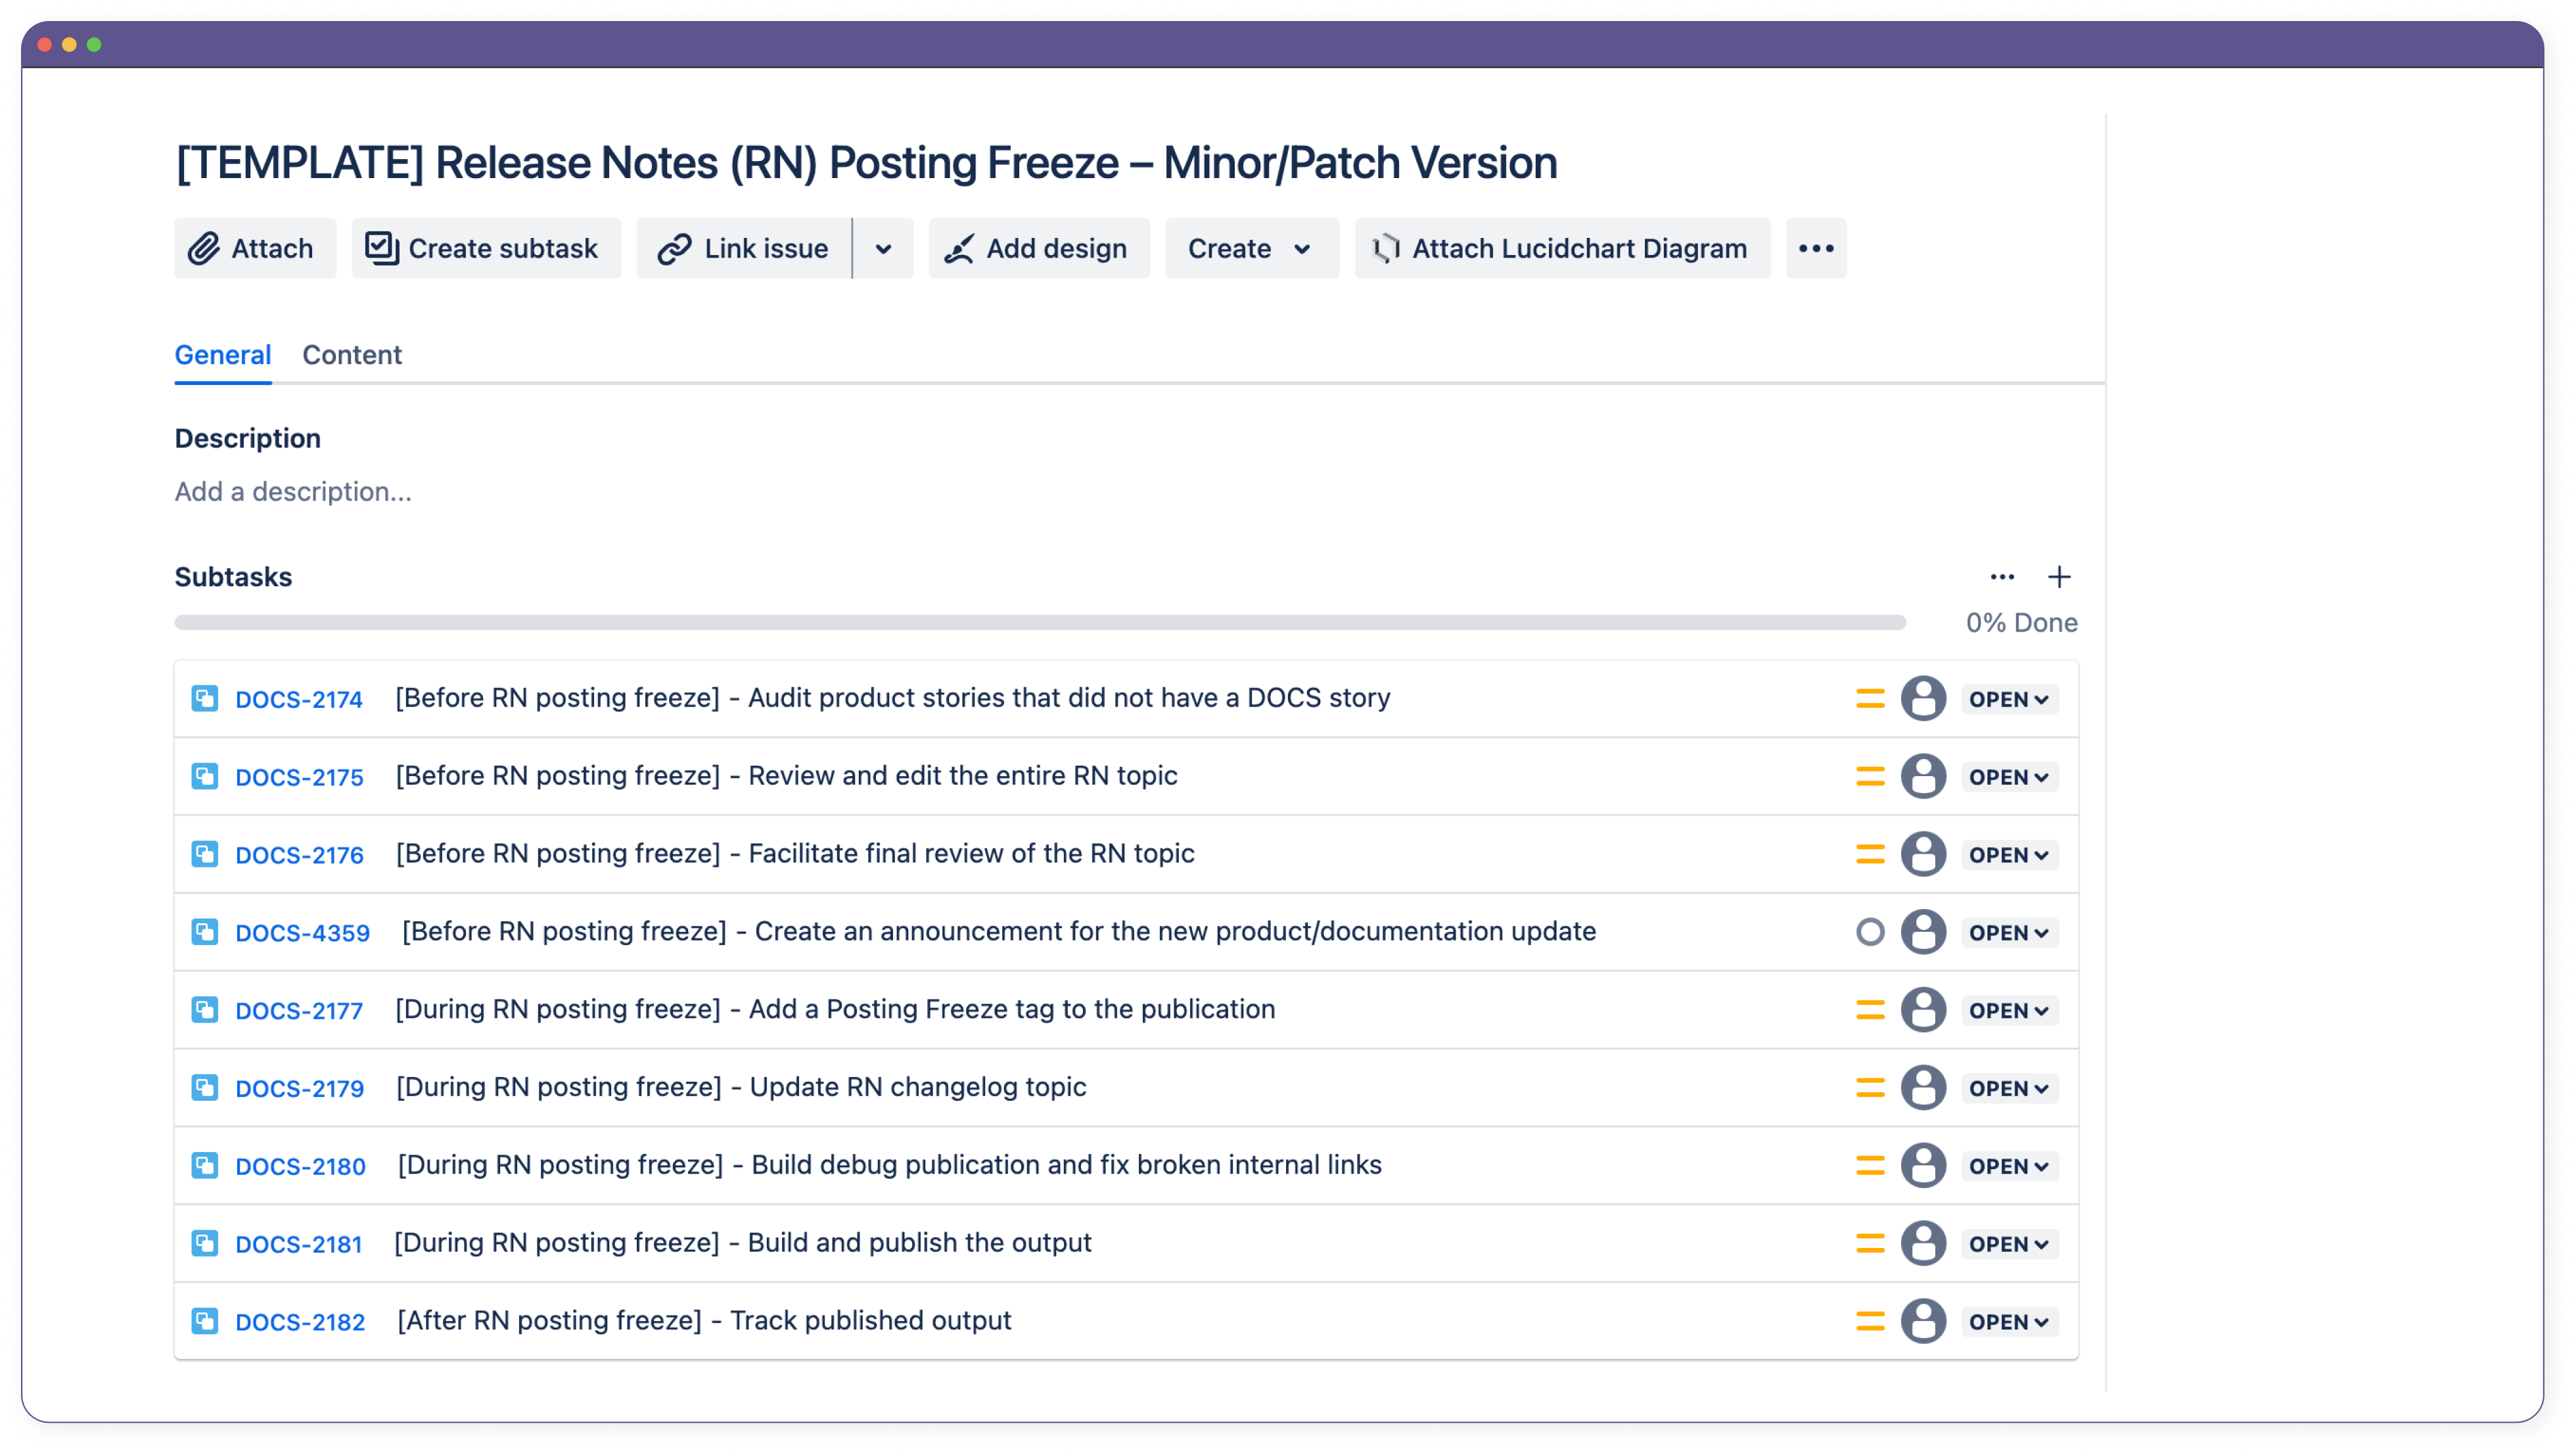 [TEMPLATE] Release Notes (RN) Posting Freeze – Minor/Patch Version
Attach Create subtask Link issue Add design Create Attach Lucidchart Diagram
General Content
Description
Add a description...
Subtasks
0% Done
DOCS-2174 [Before RN posting freeze] - Audit product stories that did not have a DOCS story OPEN
DOCS-2175 [Before RN posting freeze] - Review and edit the entire RN topic OPEN
DOCS-2176 [Before RN posting freeze] - Facilitate final review of the RN topic OPEN
DOCS-4359 [Before RN posting freeze] - Create an announcement for the new product/documentation update OPEN
DOCS-2177 [During RN posting freeze] - Add a Posting Freeze tag to the publication OPEN
DOCS-2179 [During RN posting freeze] - Update RN changelog topic OPEN
DOCS-2180 [During RN posting freeze] - Build debug publication and fix broken internal links OPEN
DOCS-2181 [During RN posting freeze] - Build and publish the output OPEN
DOCS-2182 [After RN posting freeze] - Track published output OPEN